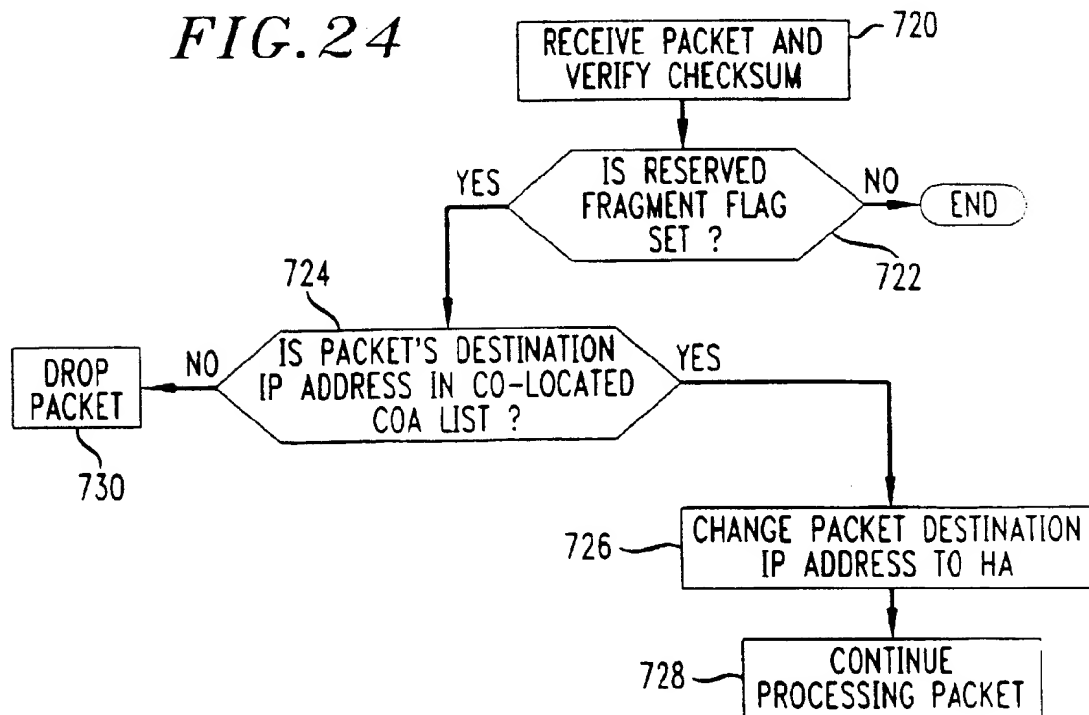 FIG.24
RECEIVE PACKET AND
VERIFY CHECKSUM
720
IS RESERVED
FRAGMENT FLAG
SET ?
YES
NO
END
722
724
IS PACKET'S DESTINATION
IP ADDRESS IN CO-LOCATED
COA LIST ?
NO
YES
DROP
PACKET
730
726
CHANGE PACKET DESTINATION
IP ADDRESS TO HA
728
CONTINUE
PROCESSING PACKET